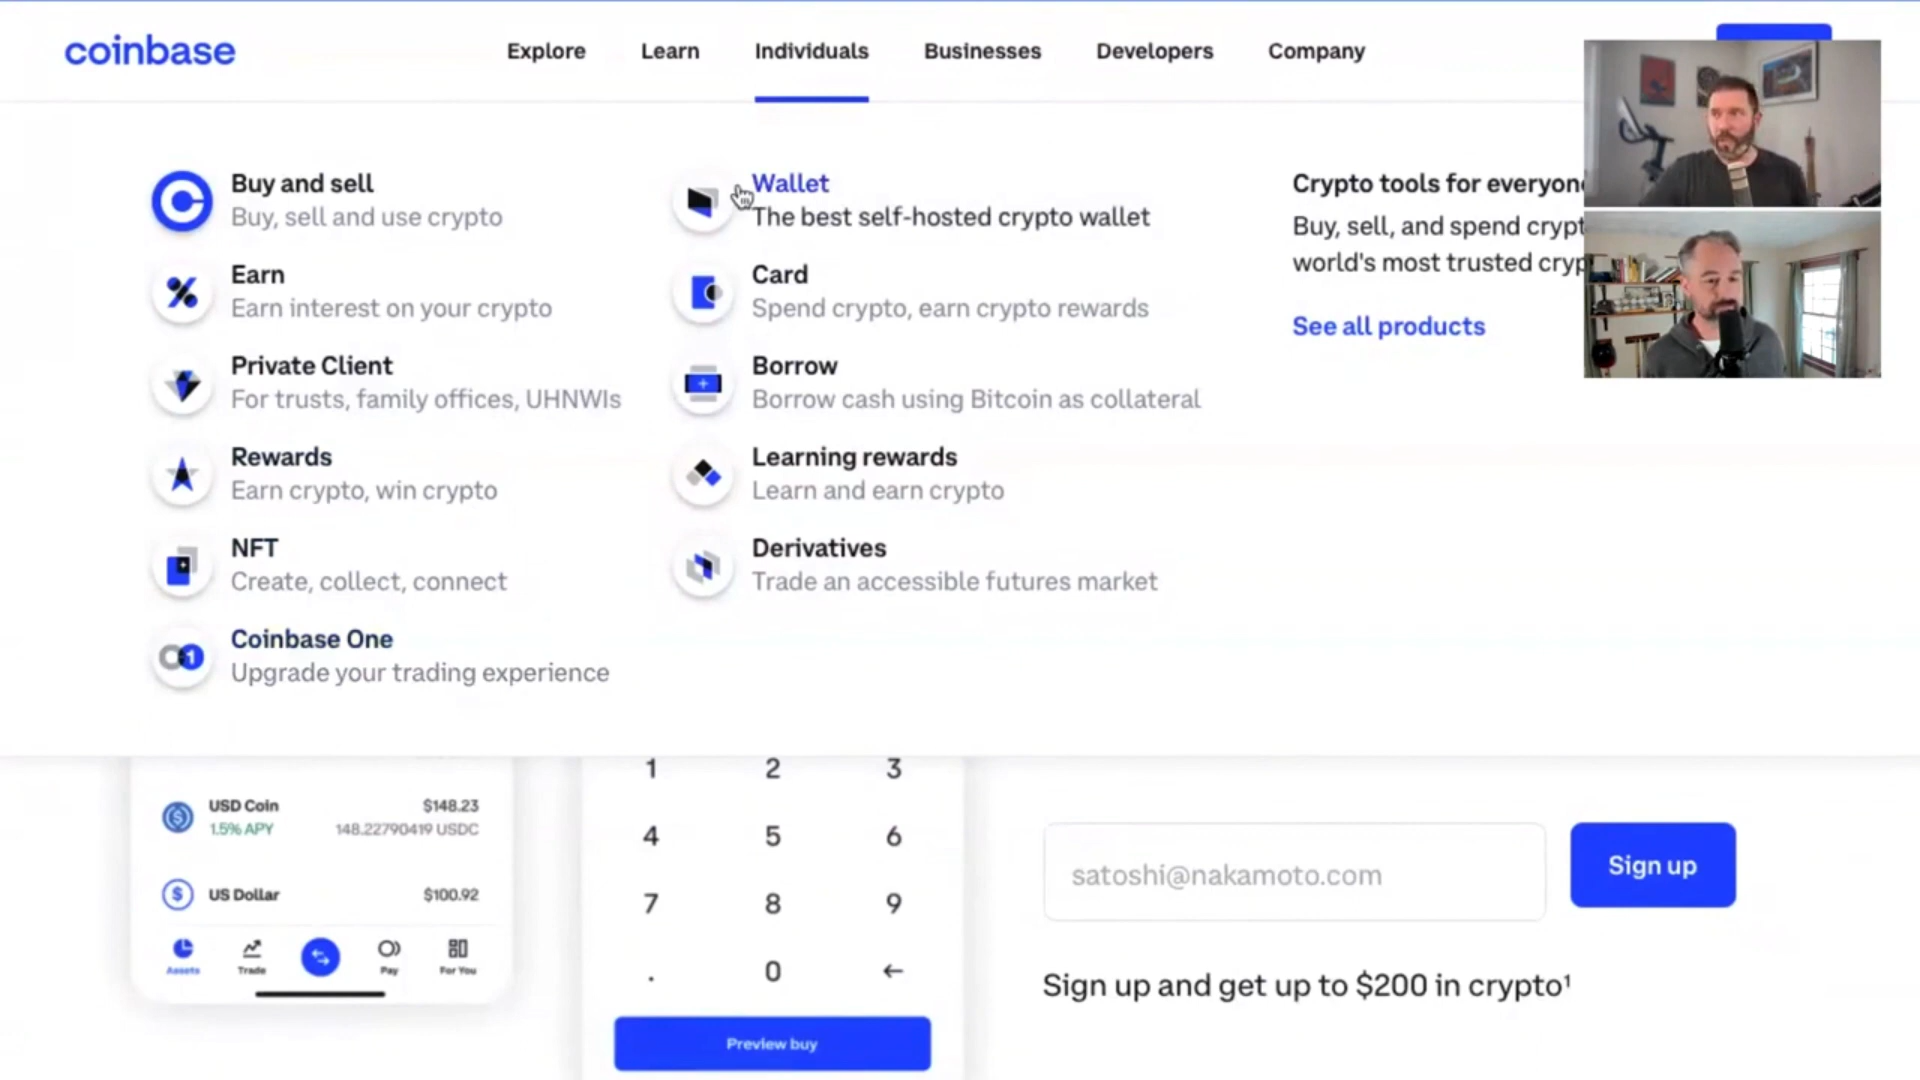 coinbase
Explore
Learn
Individuals
Businesses
Developers
Company
Buy and sell
Buy, sell and use crypto
Earn
Earn interest on your crypto
Private Client
For trusts, family offices, UHNWIs
Rewards
Earn crypto, win crypto
NFT
Create, collect, connect
Coinbase One
Upgrade your trading experience
Wallet
The best self-hosted crypto wallet
Card
Spend crypto, earn crypto rewards
Borrow
Borrow cash using Bitcoin as collateral
Learning rewards
Learn and earn crypto
Derivatives
Trade an accessible futures market
Crypto tools for everyon
Buy, sell, and spend crypt
world's most trusted cryp
See all products
USD Coin $148.23
1.5% APY 148.22790419 USDC
US Dollar $100.92
Assets Trade Pay For You
1 2 3
4 5 6
7 8 9
. 0 ←
Preview buy
satoshi@nakamoto.com
Sign up
Sign up and get up to $200 in crypto¹